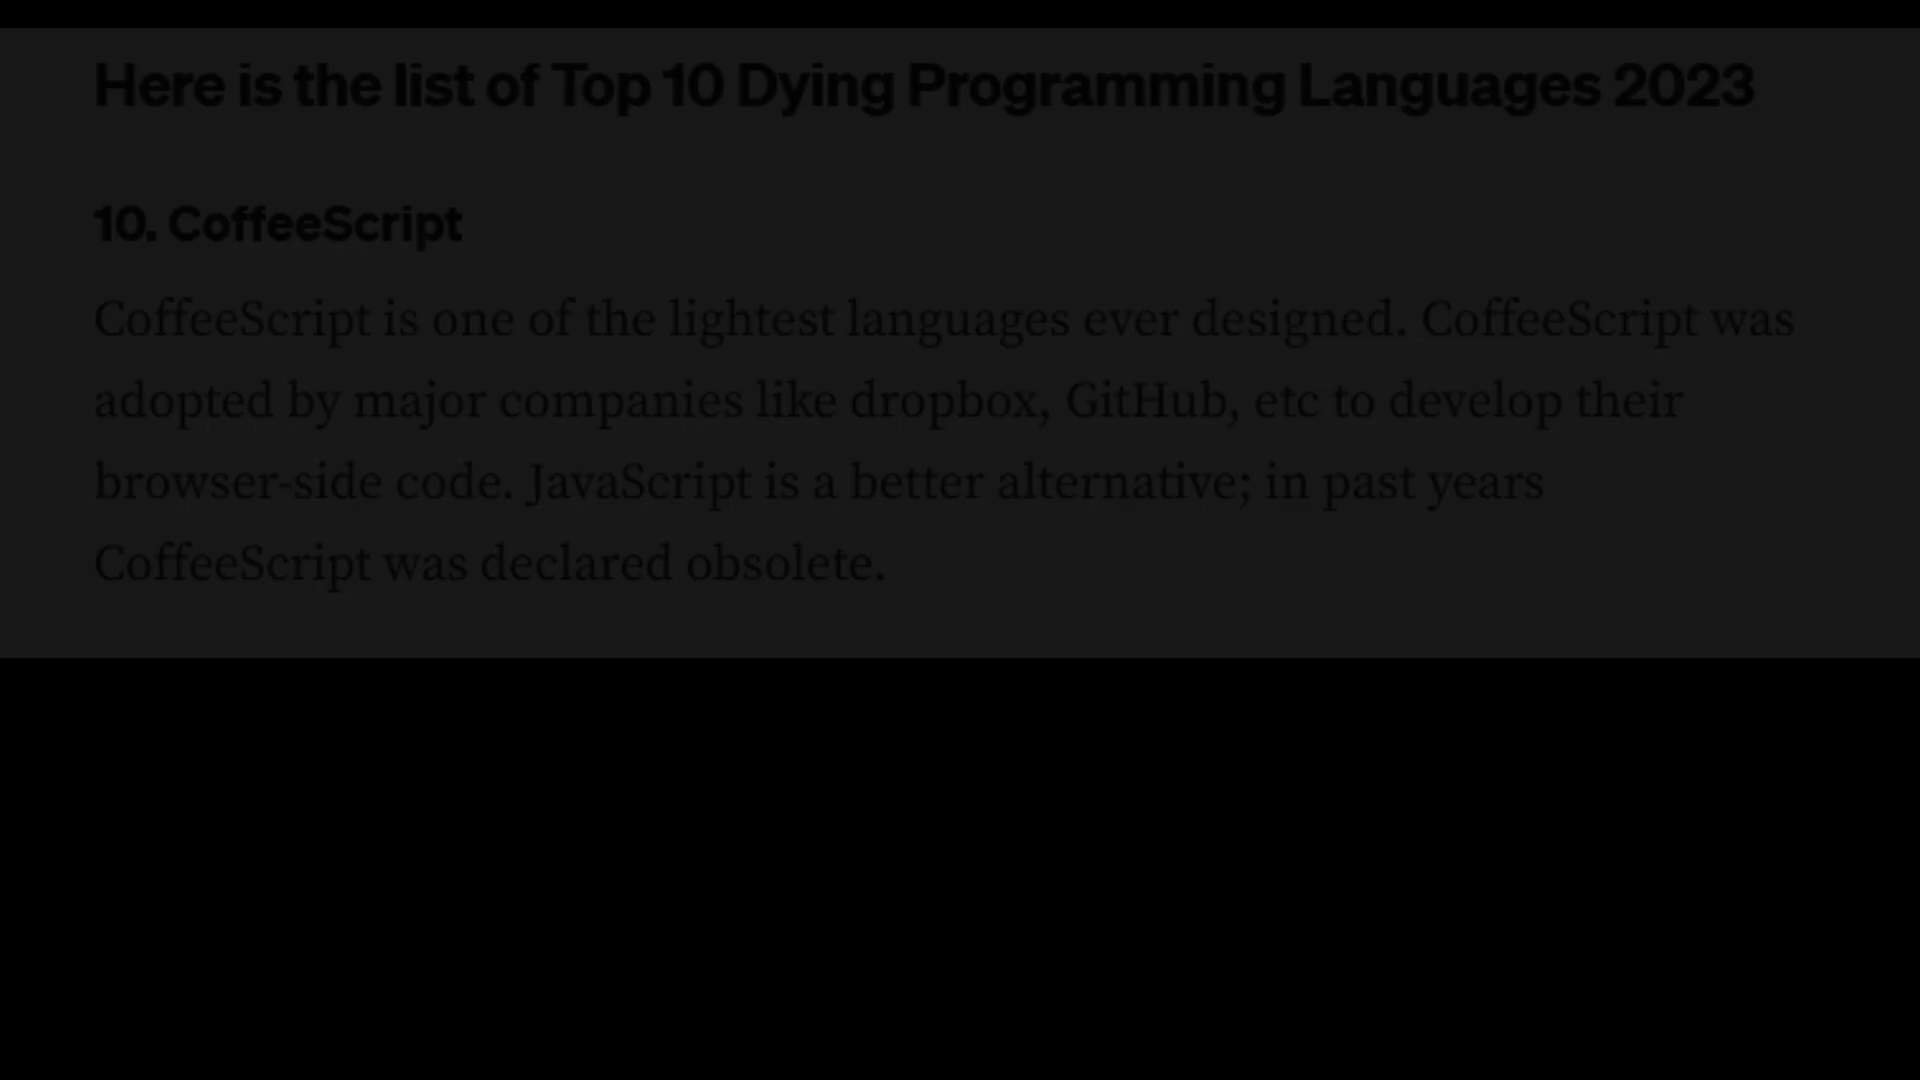 Here is the list of Top 10 Dying Programming Languages 2023
10. CoffeeScript
CoffeeScript is one of the lightest languages ever designed. CoffeeScript was
adopted by major companies like dropbox, GitHub, etc to develop their
browser-side code. JavaScript is a better alternative; in past years
CoffeeScript was declared obsolete.